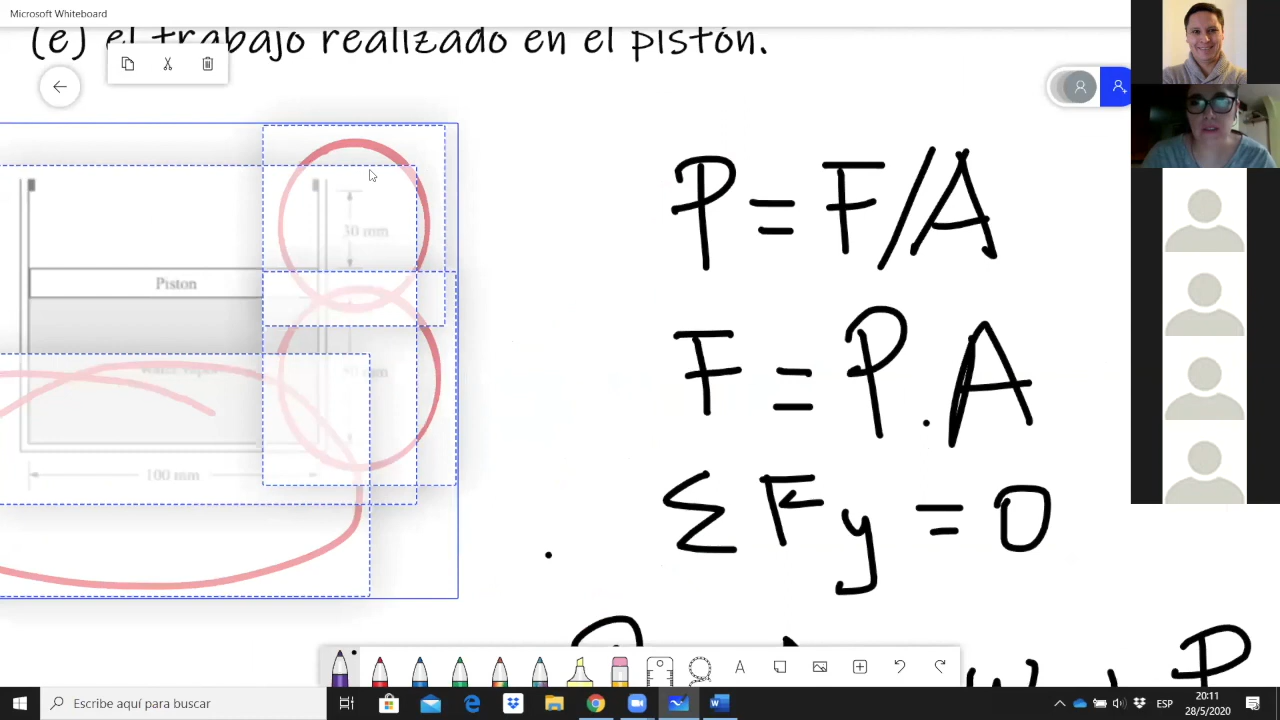 Microsoft Whiteboard
(e) el trabajo realizado en el pistón.
P = F/A
30 mm
Piston
F = P . A
100 mm
Σ Fy = 0
A
Escribe aquí para buscar
ESP
20:11
28/5/2020